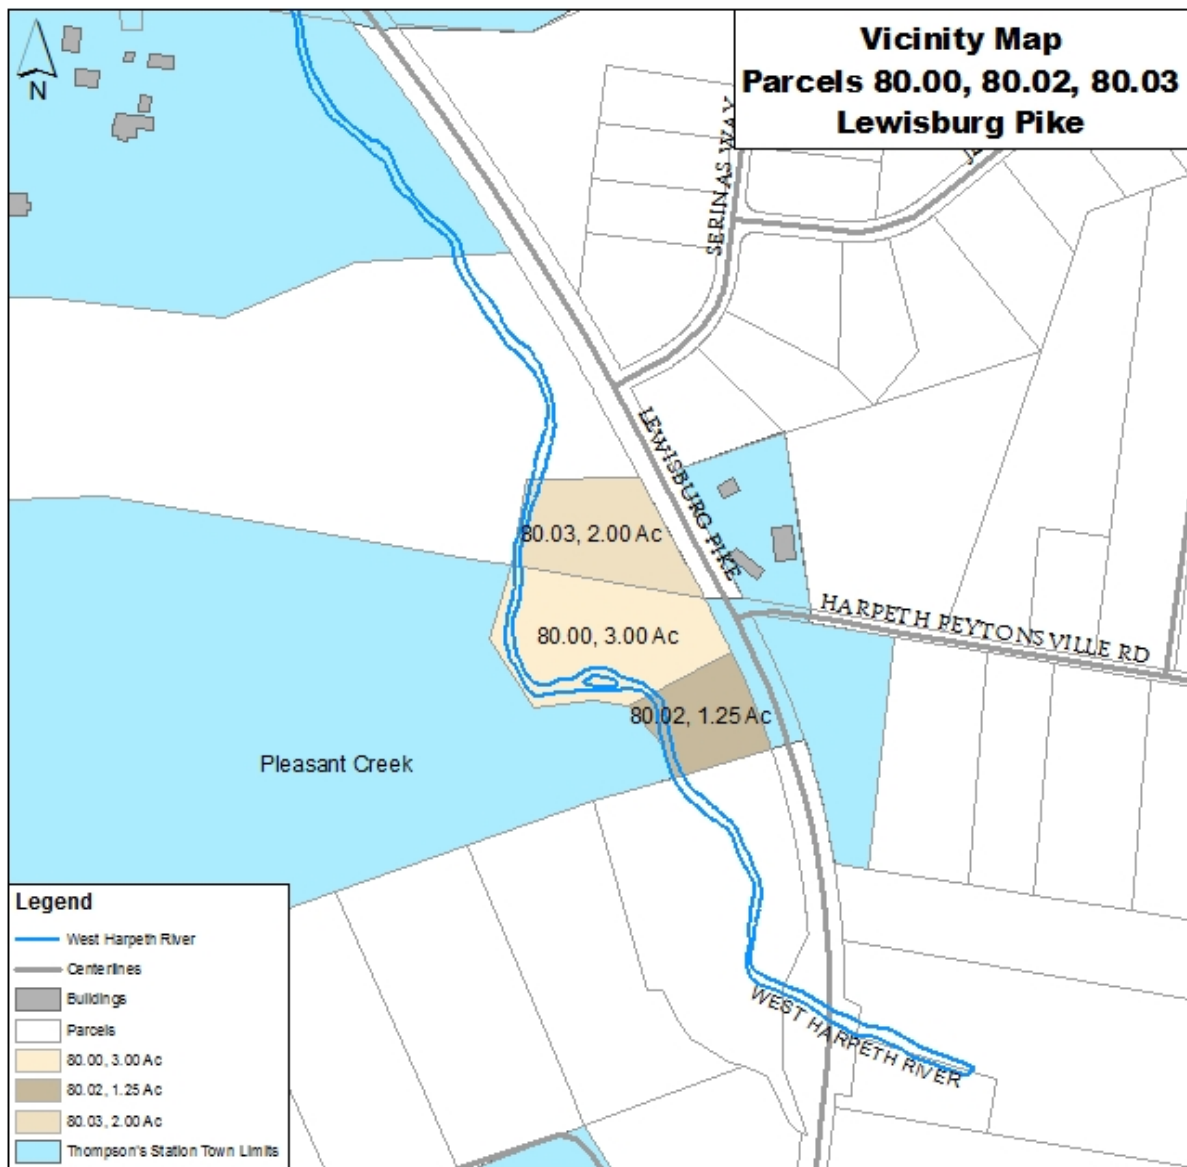 Vicinity Map
Parcels 80.00, 80.02, 80.03
Lewisburg Pike
N
SERINAS WAY
LEWISBURG PIKE
80.03, 2.00 Ac
HARPETH PEYTONSVILLE RD
80.00, 3.00 Ac
80.02, 1.25 Ac
Pleasant Creek
WEST HARPETH RIVER
Legend
West Harpeth River
Centerlines
Buildings
Parcels
80.00, 3.00 Ac
80.02, 1.25 Ac
80.03, 2.00 Ac
Thompson's Station Town Limits